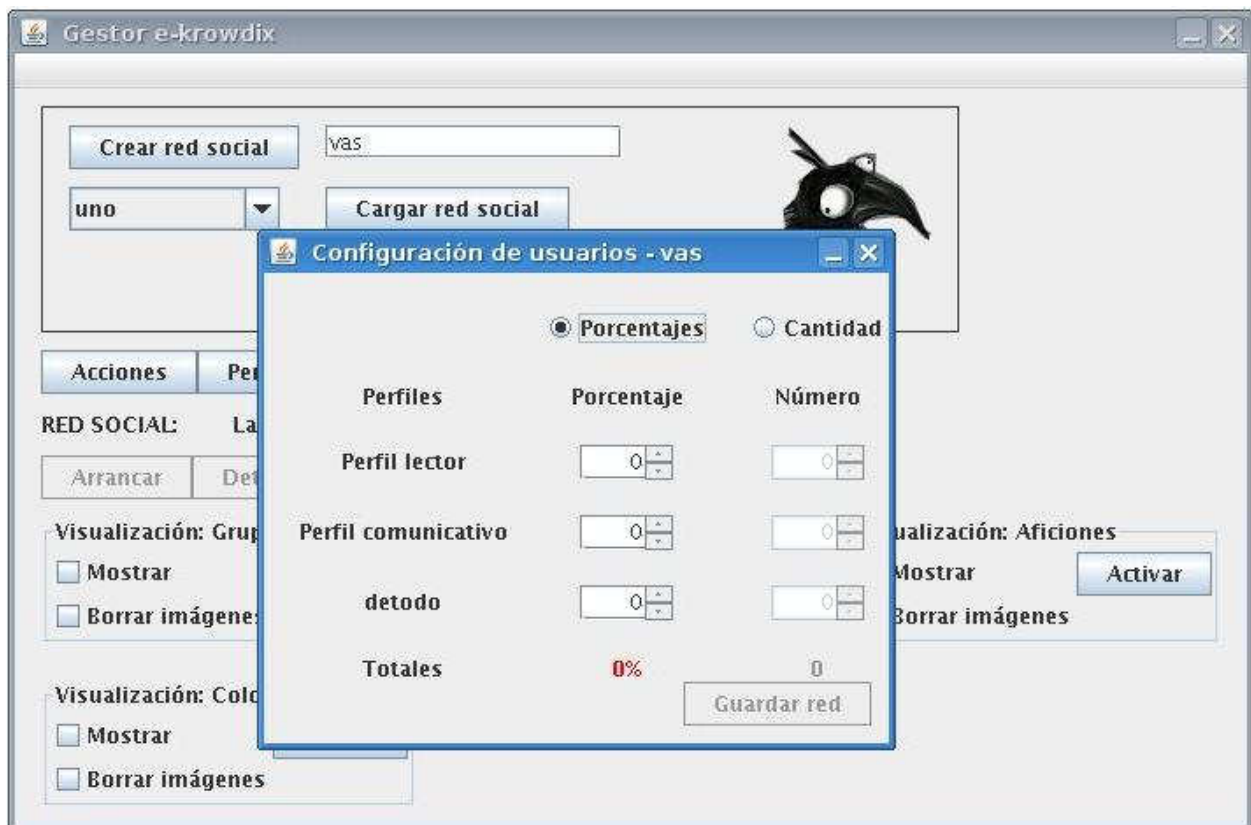 Gestor e-krowdix
Crear red social
vas
uno
Cargar red social
Configuración de usuarios - vas
Porcentajes
Cantidad
Perfiles
Porcentaje
Número
Perfil lector
0
0
Perfil comunicativo
0
0
detodo
0
0
Totales
0%
0
Guardar red
Acciones
RED SOCIAL:
Arrancar
Visualización:
Mostrar
Borrar
Aficiones
Mostrar
Activar
imágenes
Visualización:
Mostrar
Borrar imágenes